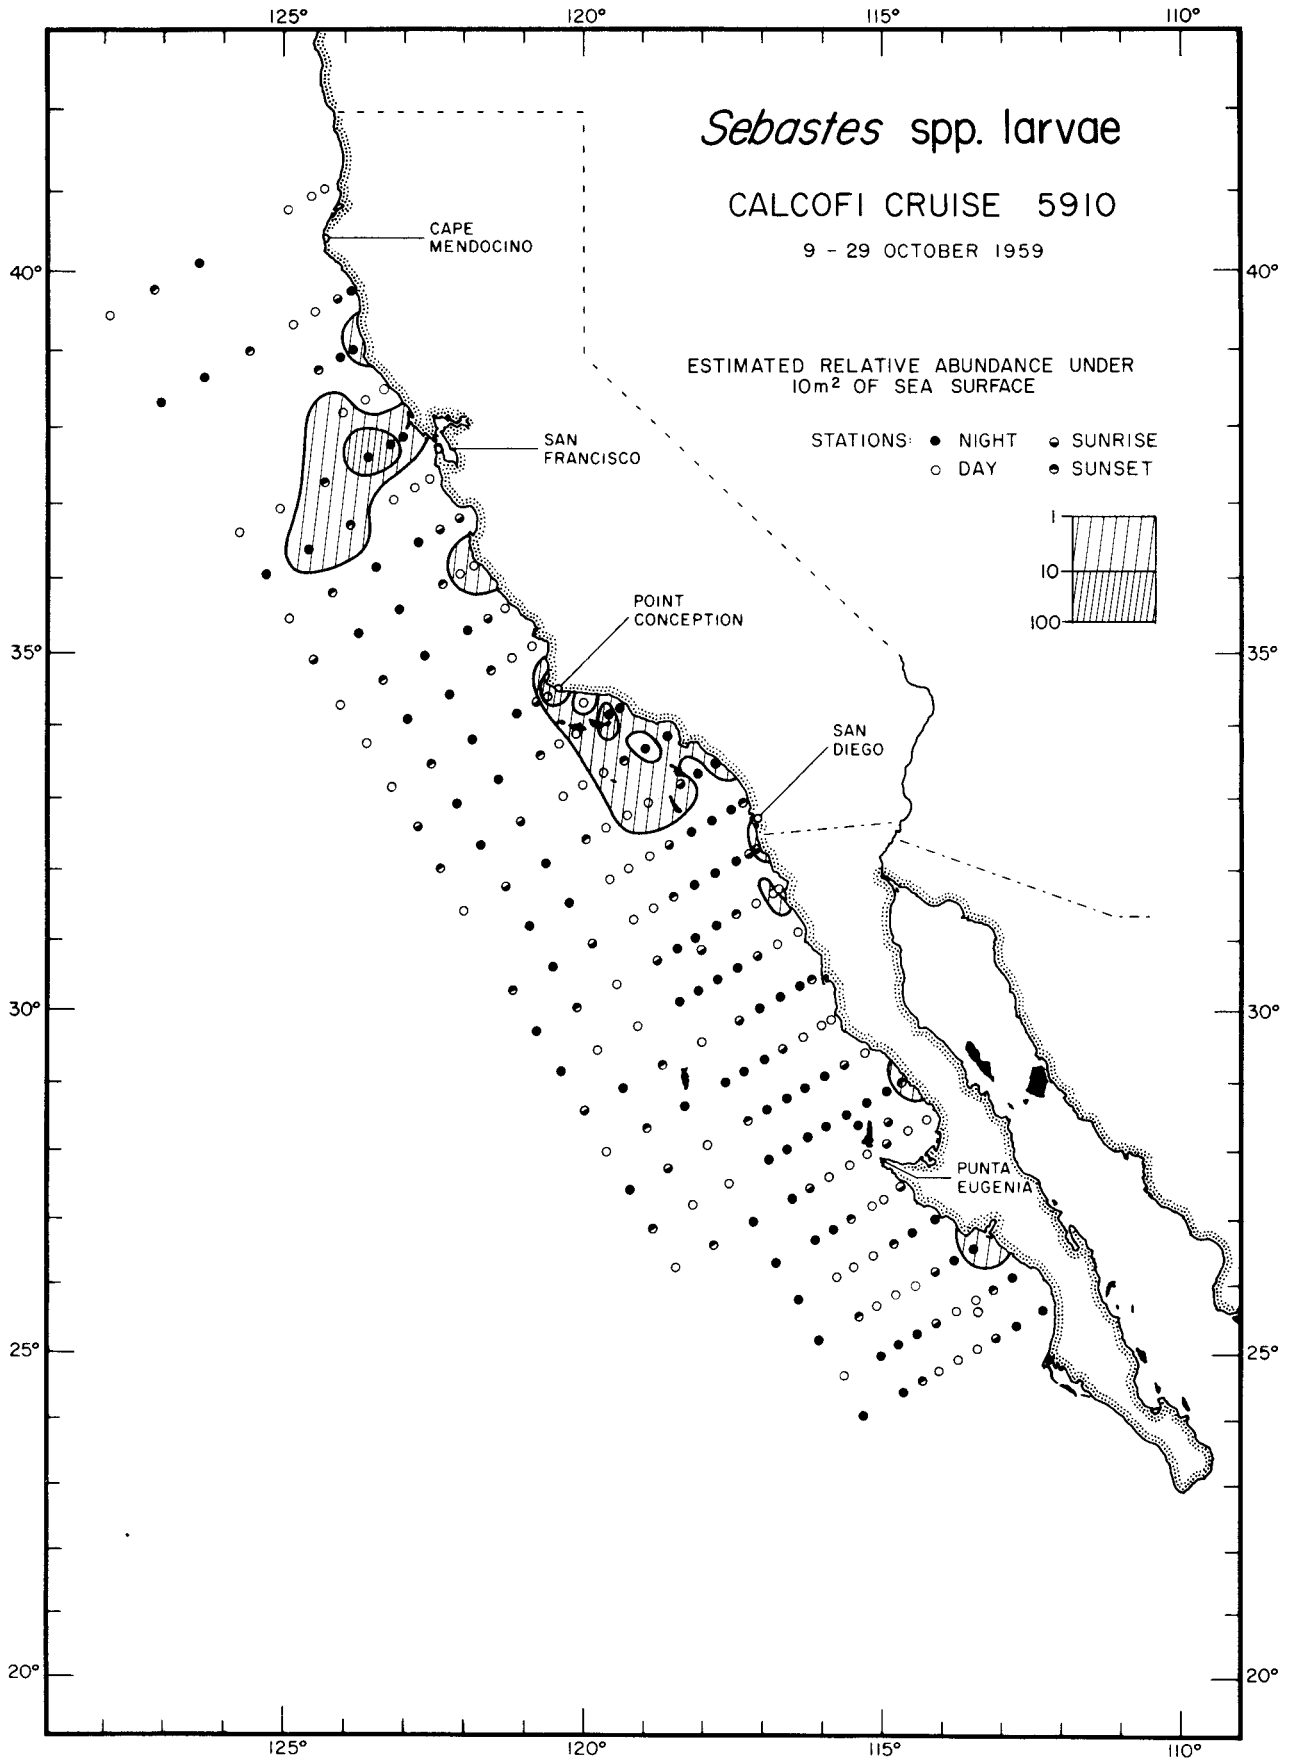 125°
120°
115°
110°
Sebastes spp. larvae
CALCOFI CRUISE 5910
9 – 29 OCTOBER 1959
CAPE
MENDOCINO
40°
40°
ESTIMATED RELATIVE ABUNDANCE UNDER
10m² OF SEA SURFACE
STATIONS: ● NIGHT ◒ SUNRISE
○ DAY ◓ SUNSET
SAN
FRANCISCO
1
10
100
POINT
CONCEPTION
35°
35°
SAN
DIEGO
30°
30°
PUNTA
EUGENIA
25°
25°
20°
20°
125°
120°
115°
110°